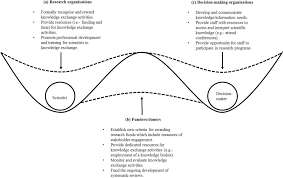 (a) Research organisations
• Formally recognise and reward
knowledge exchange activities.
• Provide resources (i.e. - funding and
time) for knowledge exchange
activities.
• Promote professional development
and training for scientists in
knowledge exchange.
(c) Decision-making organisations
• Develop and communicate
knowledge/information needs.
• Provide staff with resources to
access and interpret scientific
knowledge (e.g - attend
conferences)
• Provide opportunity for staff to
participate in research programs.
Scientist
Decision-
maker
(b) Funders
• Establish new criteria for awarding
research funds which include measures of
stakeholder engagement.
• Provide dedicated resources for
knowledge exchange activities (e.g. -
employment of a knowledge broker).
• Monitor and evaluate knowledge exchange
activities.
• Fund the ongoing development of
systematic reviews.